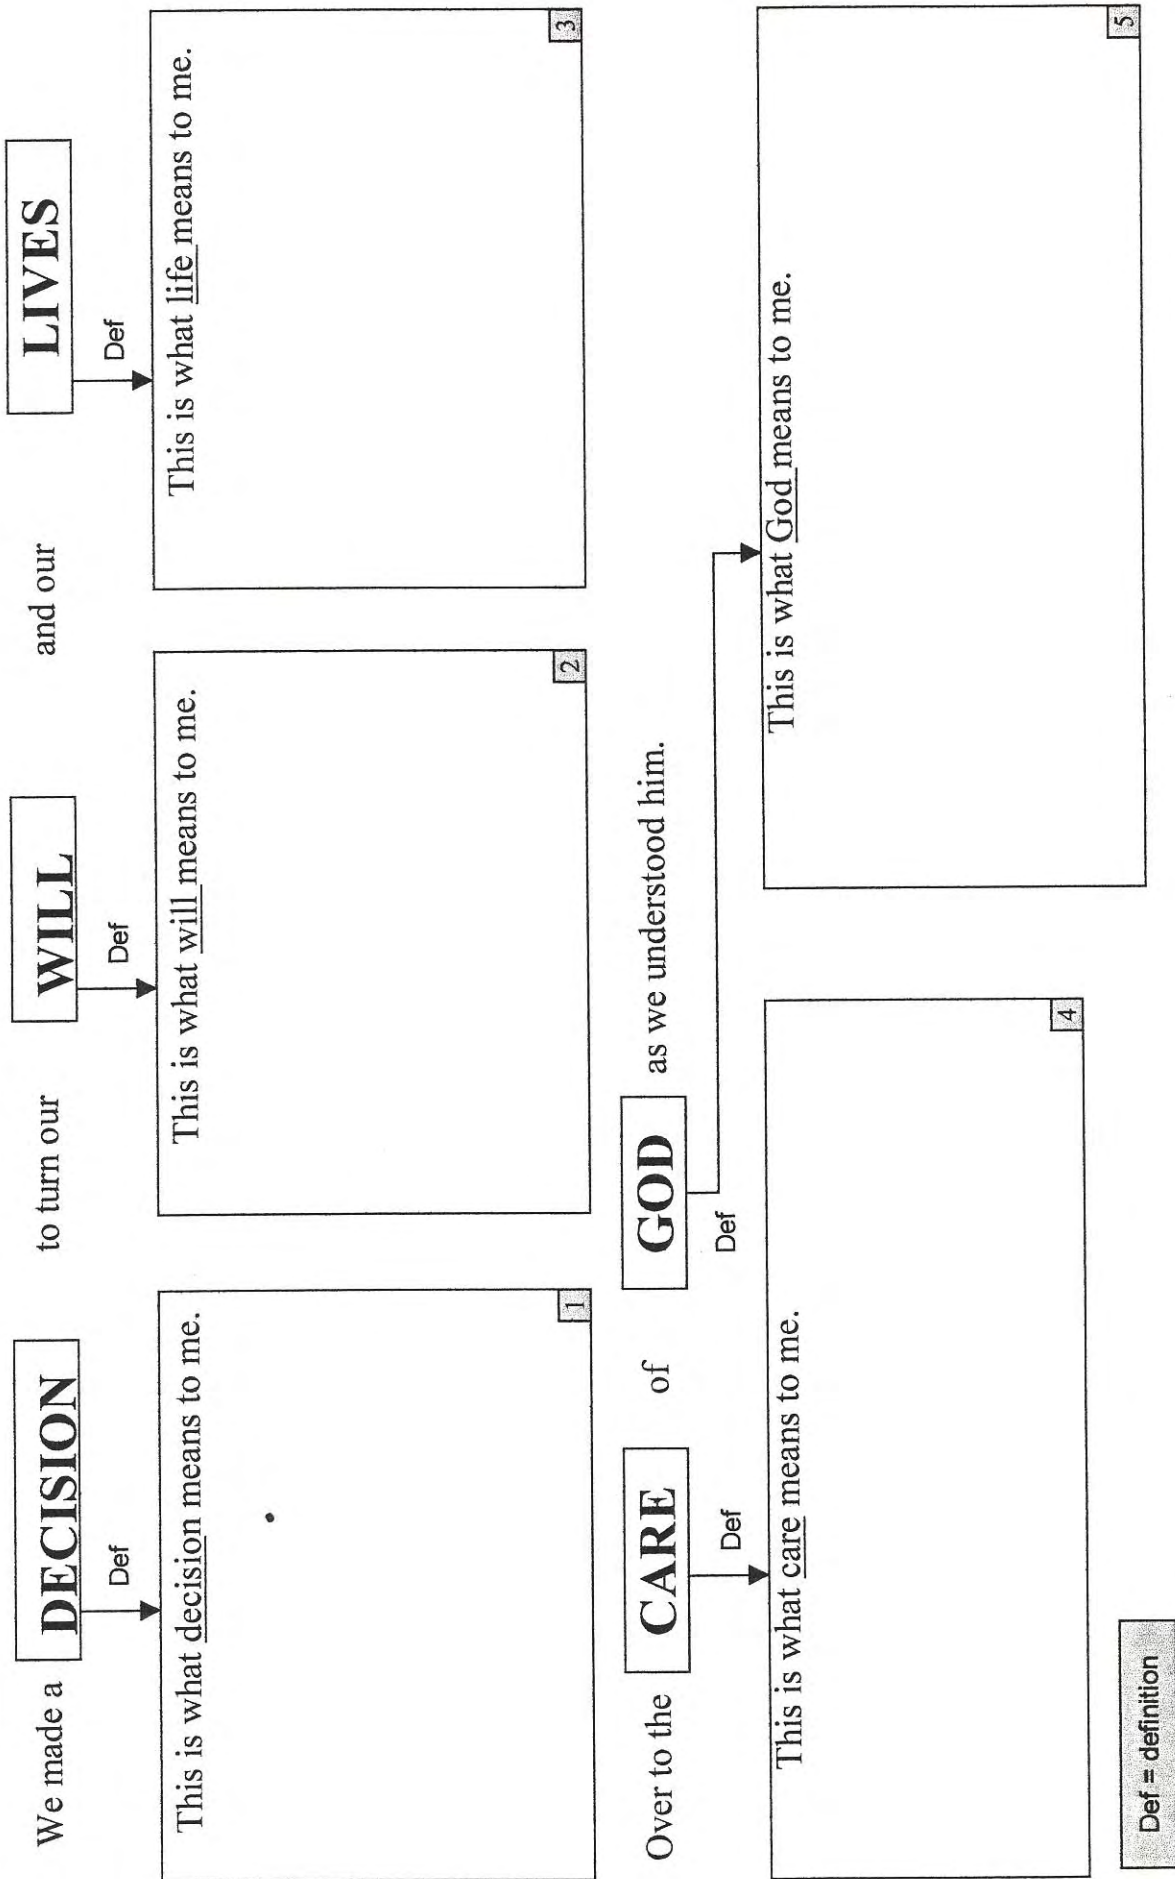 We made a DECISION to turn our WILL and our LIVES
Def Def Def
This is what decision means to me.
1
This is what will means to me.
2
This is what life means to me.
3
Over to the CARE of GOD as we understood him.
Def Def
This is what care means to me.
4
This is what God means to me.
5
Def = definition